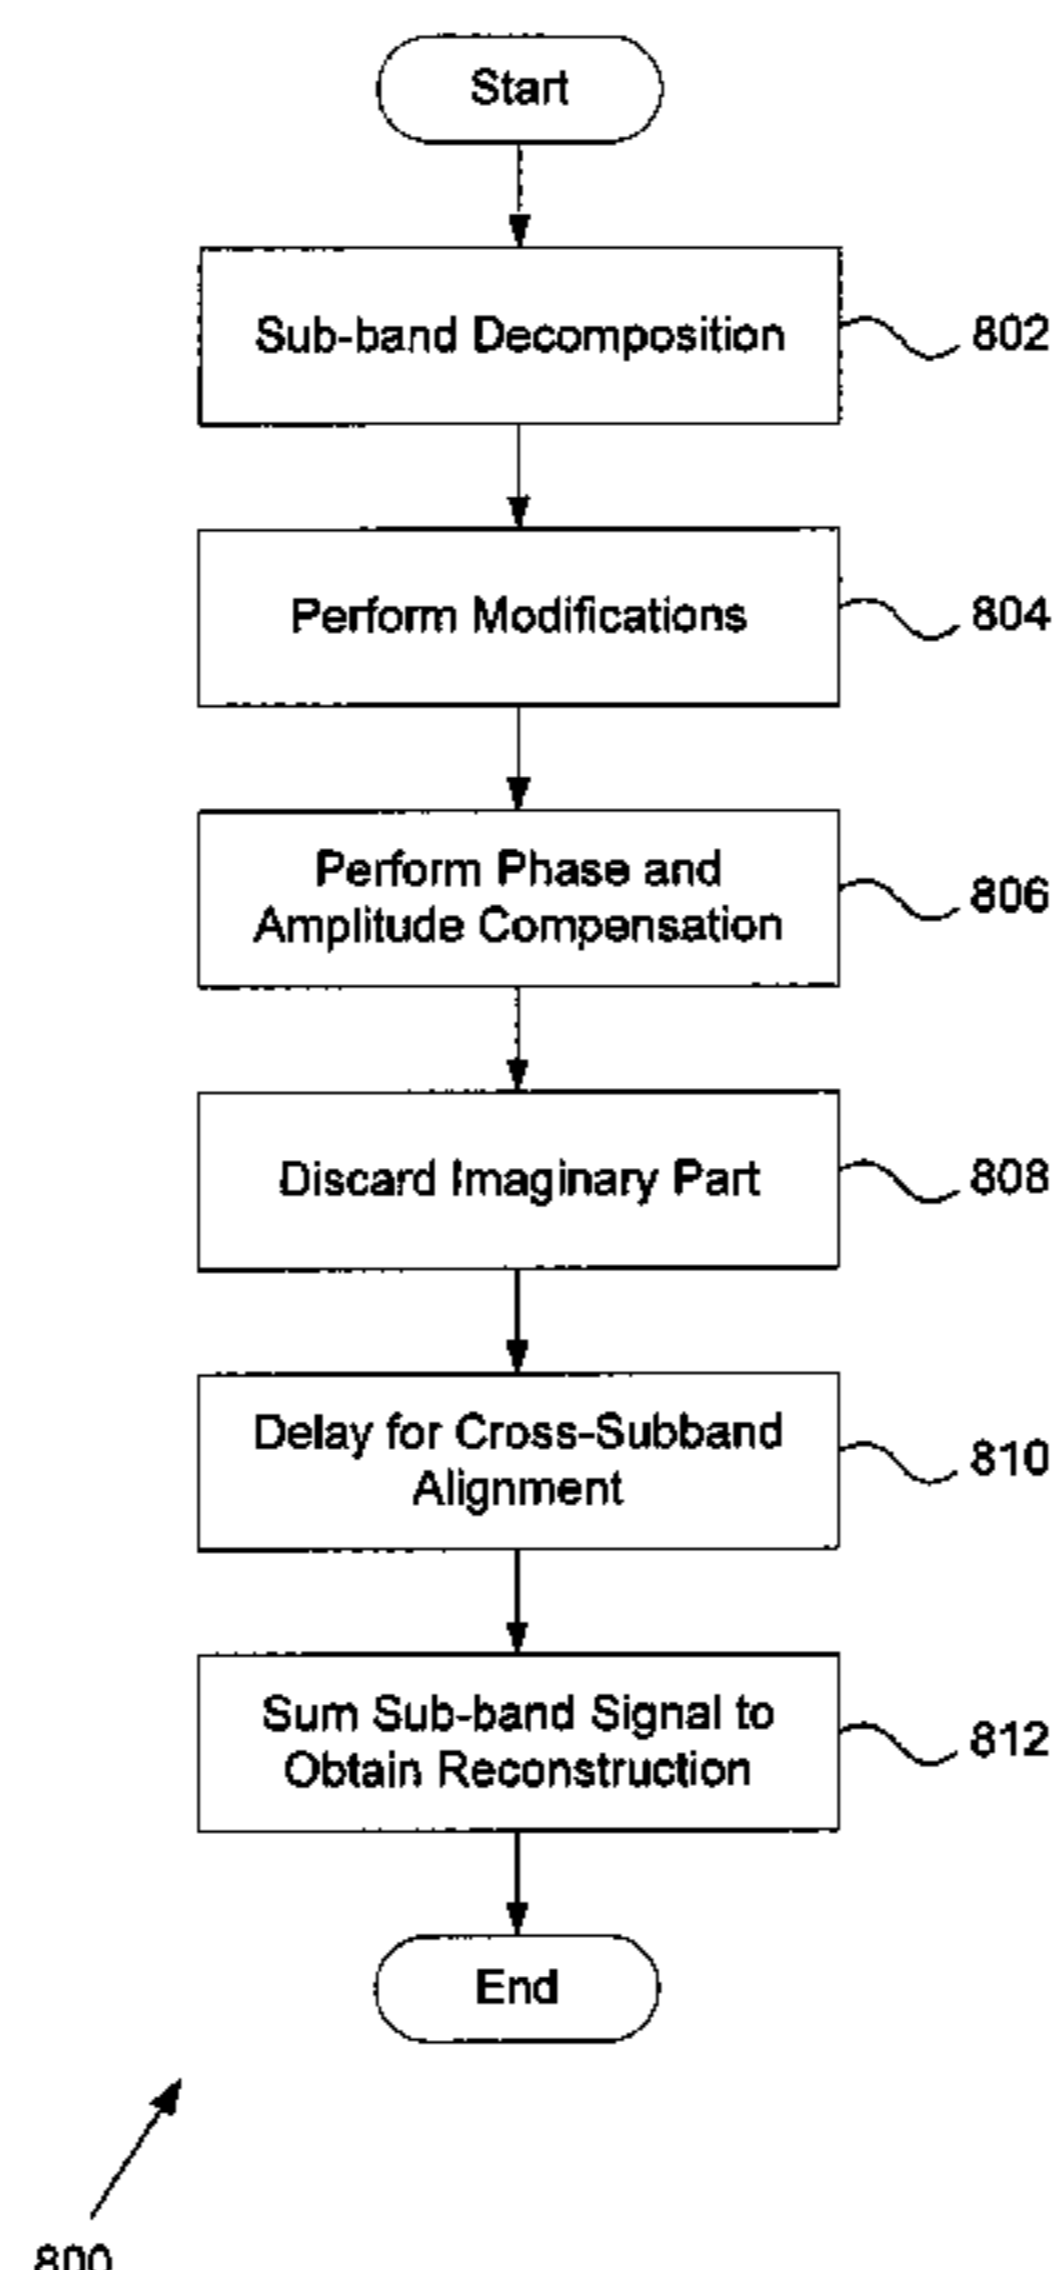 Start
Sub-band Decomposition
802
Perform Modifications
804
Perform Phase and
Amplitude Compensation
806
Discard Imaginary Part
808
Delay for Cross-Subband
Alignment
810
Sum Sub-band Signal to
Obtain Reconstruction
812
End
800